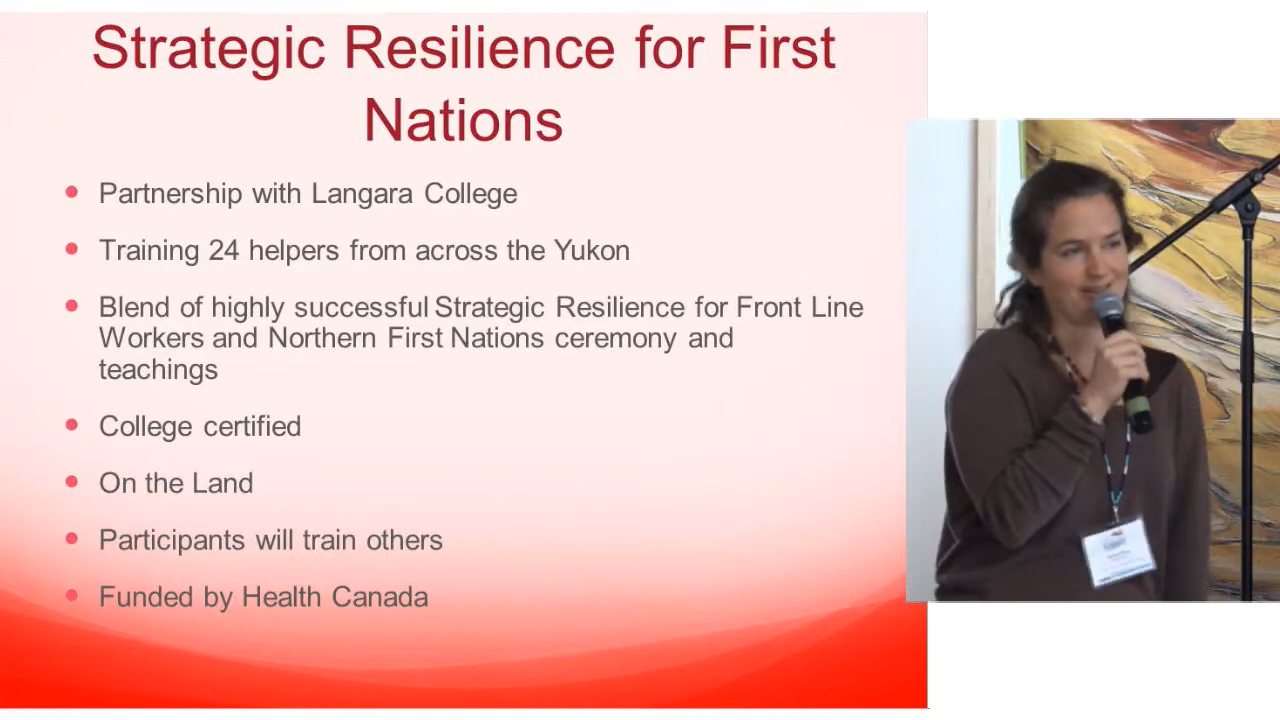 Strategic Resilience for First
Nations
Partnership with Langara College
Training 24 helpers from across the Yukon
Blend of highly successful Strategic Resilience for Front Line
Workers and Northern First Nations ceremony and
teachings
College certified
On the Land
Participants will train others
Funded by Health Canada